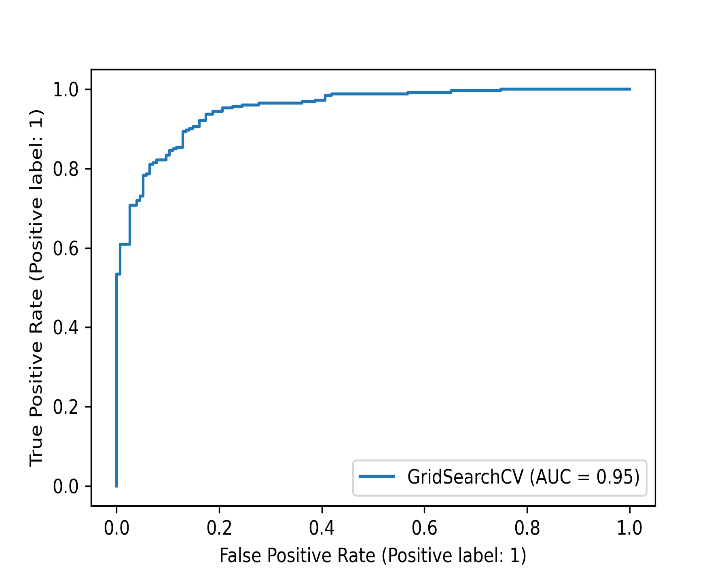 1.0
0.8
0.6
0.4
0.2
0.0
True Positive Rate (Positive label: 1)
GridSearchCV (AUC = 0.95)
0.0 0.2 0.4 0.6 0.8 1.0
False Positive Rate (Positive label: 1)